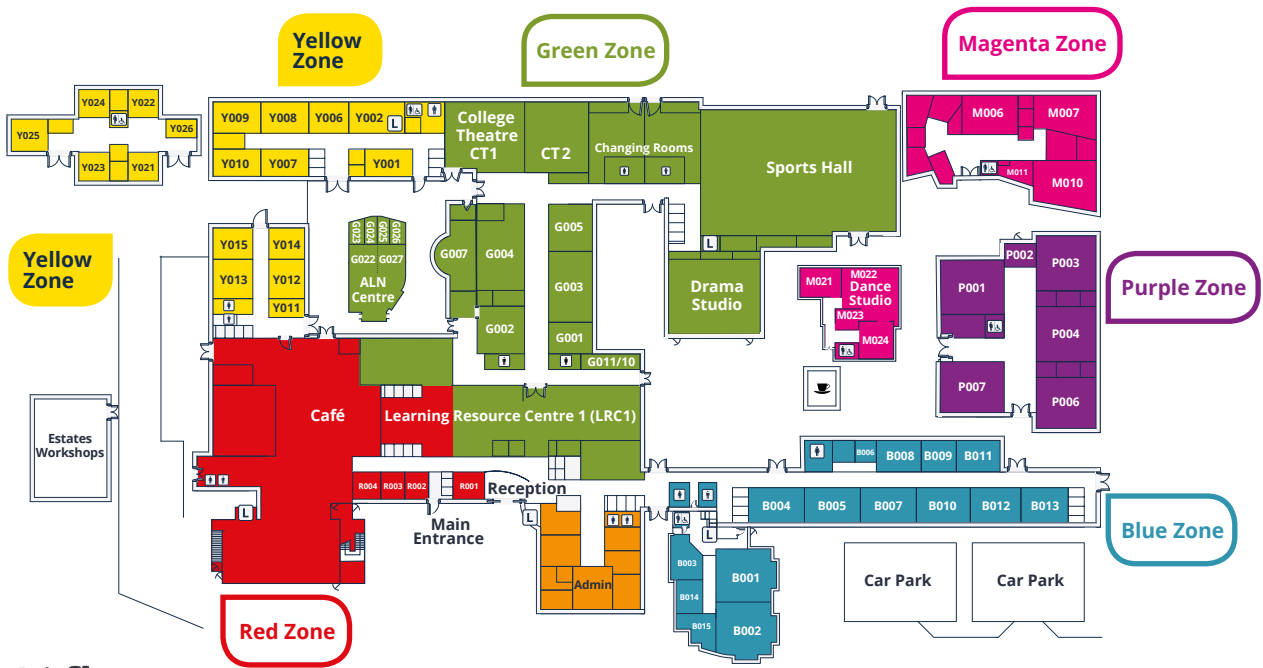 Yellow
Zone
Green Zone
Magenta Zone
Y024
Y022
Y025
Y026
Y023
Y021
Y009
Y008
Y006
Y002
L
Y010
Y007
Y001
College
Theatre
CT1
CT2
Changing Rooms
Sports Hall
M006
M007
M011
M010
Yellow
Zone
Y015
Y014
Y013
Y012
Y011
G023
G024
G025
G026
G022
G027
ALN
Centre
G007
G004
G002
G005
G003
G001
G011/10
L
Drama
Studio
M021
M022
Dance
Studio
M023
M024
P002
P003
P001
P004
P007
P006
Purple Zone
Estates
Workshops
Café
Learning Resource Centre 1 (LRC1)
R004
R003
R002
R001
Reception
Main
Entrance
L
L
Admin
B006
B008
B009
B011
B004
B005
B007
B010
B012
B013
L
B003
B001
B014
B015
B002
Blue Zone
Car Park
Car Park
Red Zone